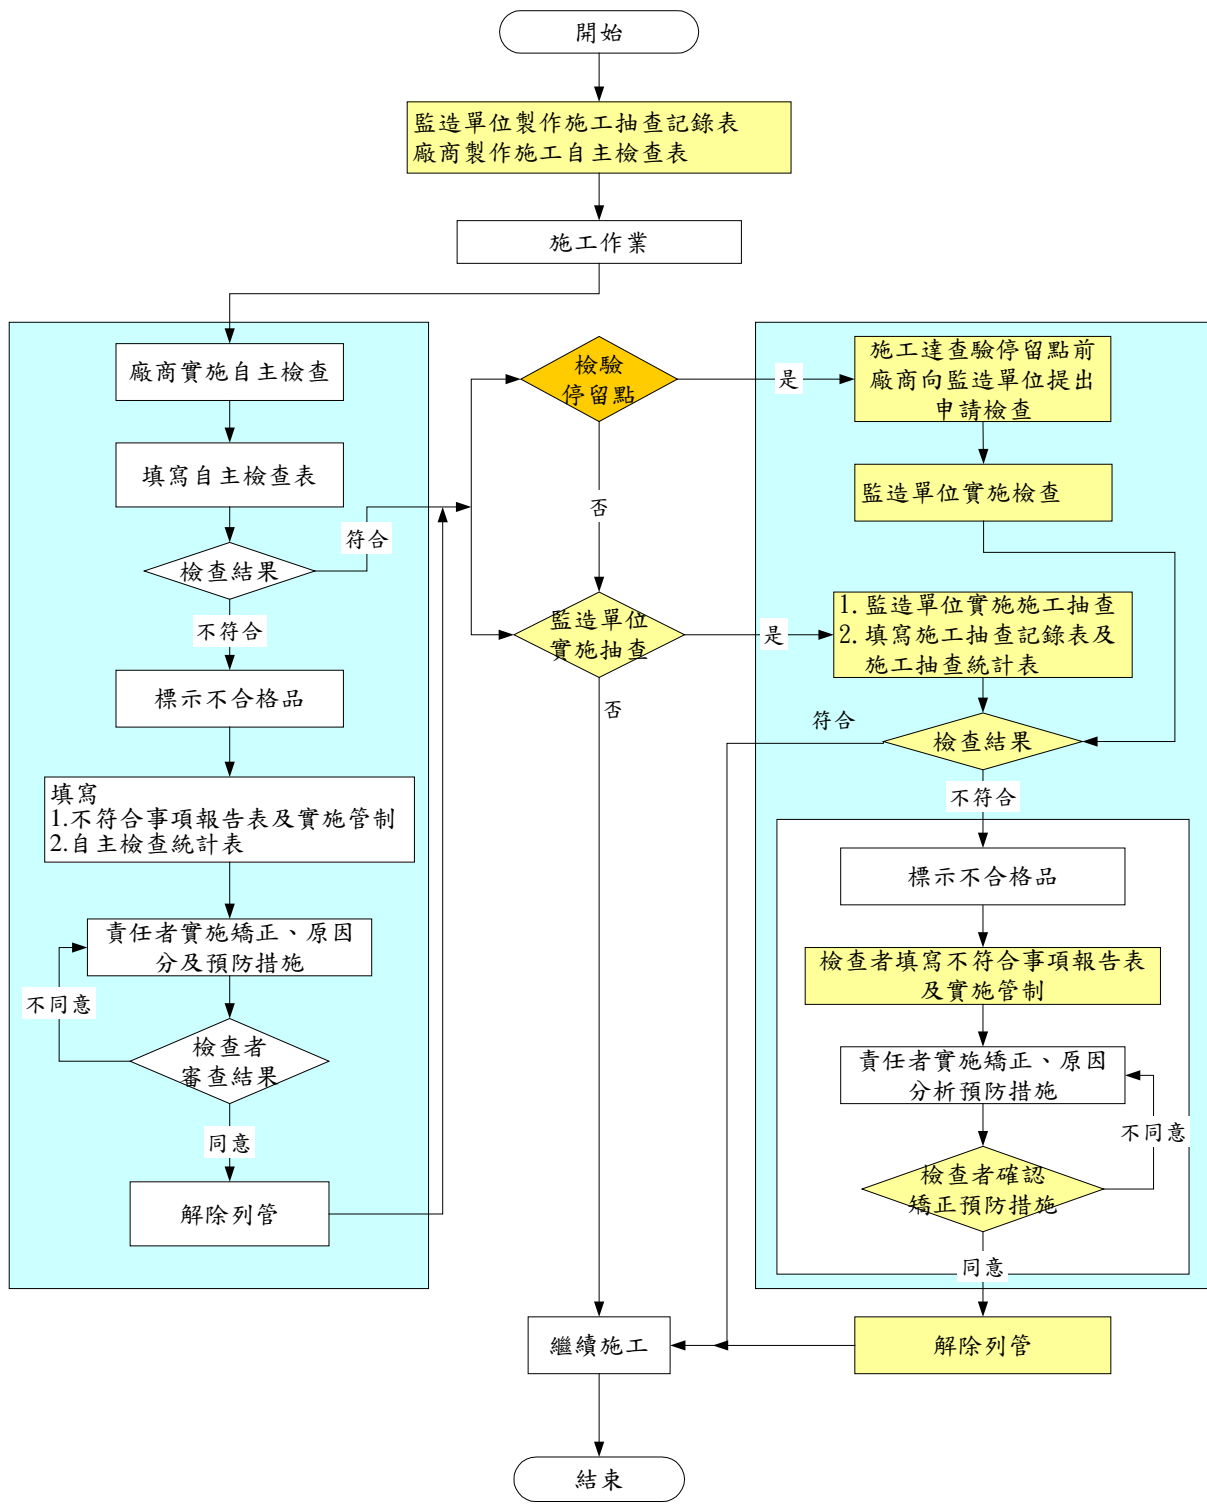 開始
監造單位製作施工抽查記錄表
廠商製作施工自主檢查表
施工作業
廠商實施自主檢查
填寫自主檢查表
檢查結果
符合
不符合
標示不合格品
填寫
1.不符合事項報告表及實施管制
2.自主檢查統計表
責任者實施矯正、原因
分及預防措施
不同意
檢查者
審查結果
同意
解除列管
檢驗
停留點
是
否
監造單位
實施抽查
是
否
施工達查驗停留點前
廠商向監造單位提出
申請檢查
監造單位實施檢查
1. 監造單位實施施工抽查
2. 填寫施工抽查記錄表及
施工抽查統計表
符合
檢查結果
不符合
標示不合格品
檢查者填寫不符合事項報告表
及實施管制
責任者實施矯正、原因
分析預防措施
不同意
檢查者確認
矯正預防措施
同意
解除列管
繼續施工
結束